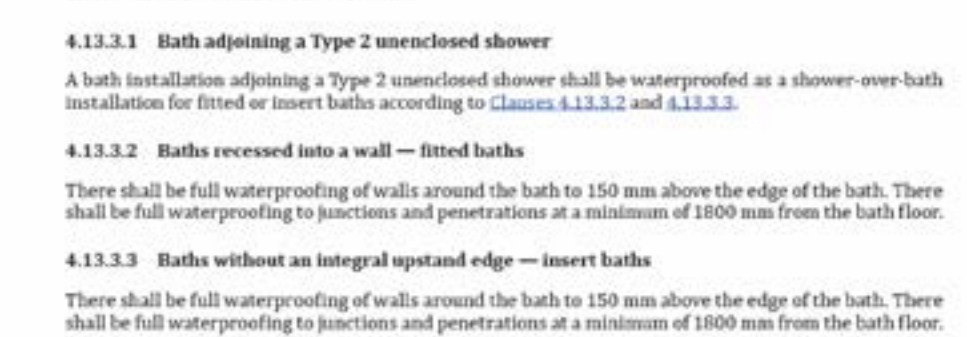 4.13.3.1 Bath adjoining a Type 2 unenclosed shower
A bath installation adjoining a Type 2 unenclosed shower shall be waterproofed as a shower-over-bath
installation for fitted or insert baths according to Clauses 4.13.3.2 and 4.13.3.3.
4.13.3.2 Baths recessed into a wall — fitted baths
There shall be full waterproofing of walls around the bath to 150 mm above the edge of the bath. There
shall be full waterproofing to junctions and penetrations at a minimum of 1800 mm from the bath floor.
4.13.3.3 Baths without an integral upstand edge — insert baths
There shall be full waterproofing of walls around the bath to 150 mm above the edge of the bath. There
shall be full waterproofing to junctions and penetrations at a minimum of 1800 mm from the bath floor.